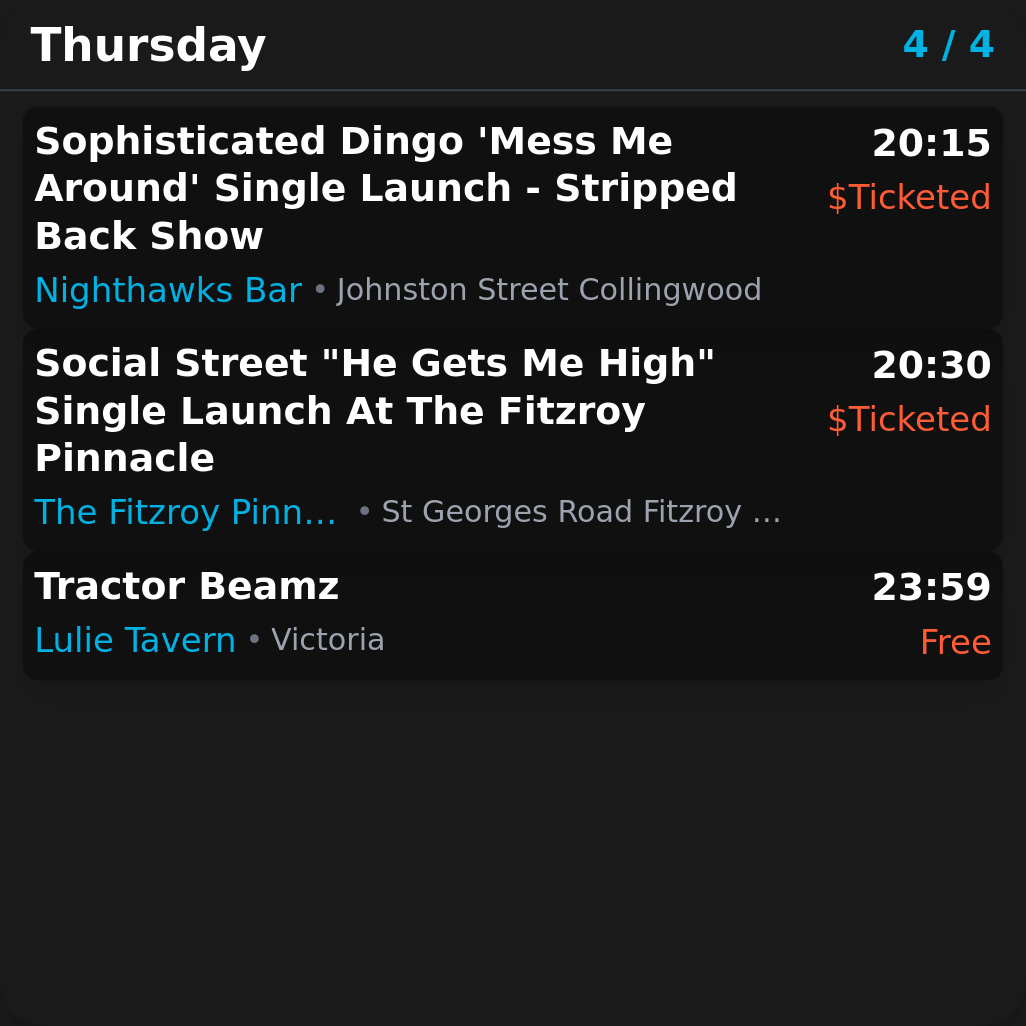 Thursday
4 / 4
Sophisticated Dingo 'Mess Me
Around' Single Launch - Stripped
Back Show
20:15
$Ticketed
Nighthawks Bar • Johnston Street Collingwood
Social Street "He Gets Me High"
Single Launch At The Fitzroy
Pinnacle
20:30
$Ticketed
The Fitzroy Pinn… • St Georges Road Fitzroy …
Tractor Beamz
23:59
Lulie Tavern • Victoria
Free